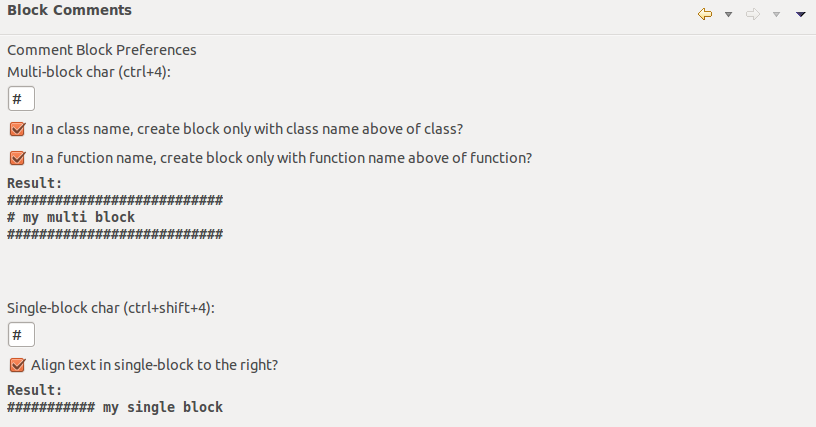 Block Comments
Comment Block Preferences
Multi-block char (ctrl+4):
#
In a class name, create block only with class name above of class?
In a function name, create block only with function name above of function?
Result:
###########################
# my multi block
###########################
Single-block char (ctrl+shift+4):
#
Align text in single-block to the right?
Result:
########### my single block